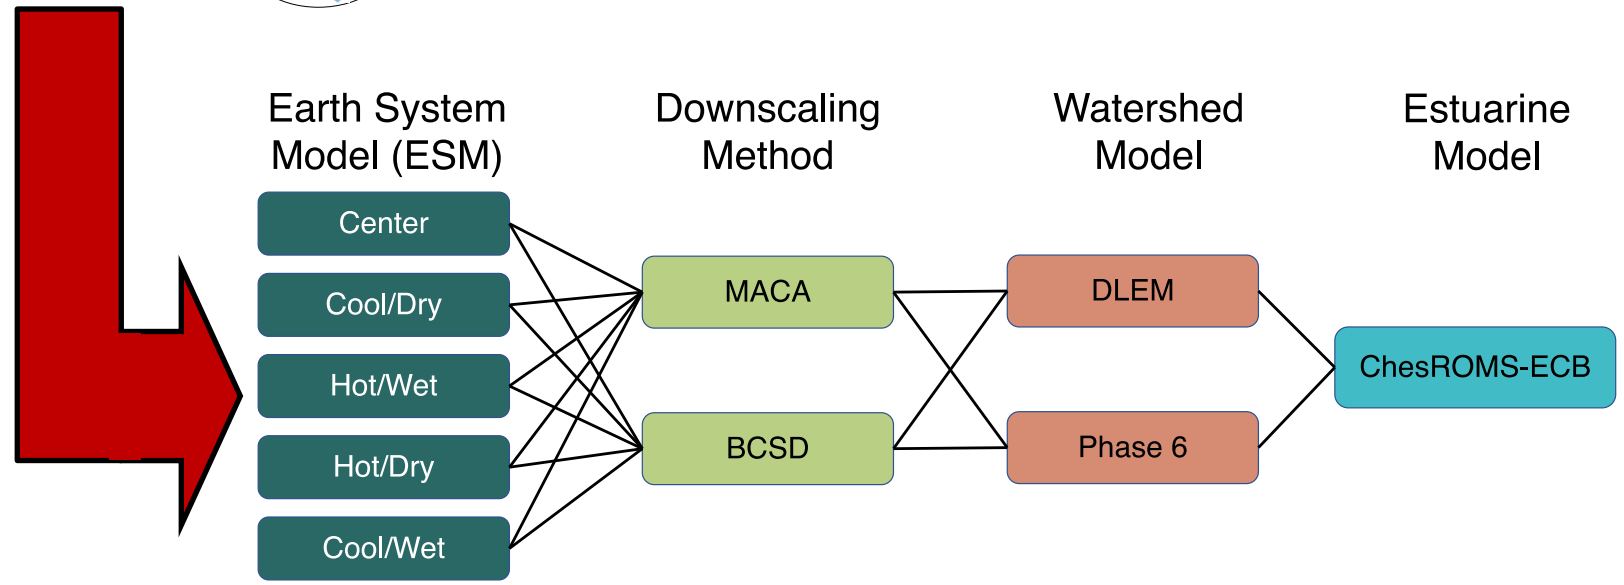 Earth System
Model (ESM)
Downscaling
Method
Watershed
Model
Estuarine
Model
Center
Cool/Dry
Hot/Wet
Hot/Dry
Cool/Wet
MACA
BCSD
DLEM
Phase 6
ChesROMS-ECB